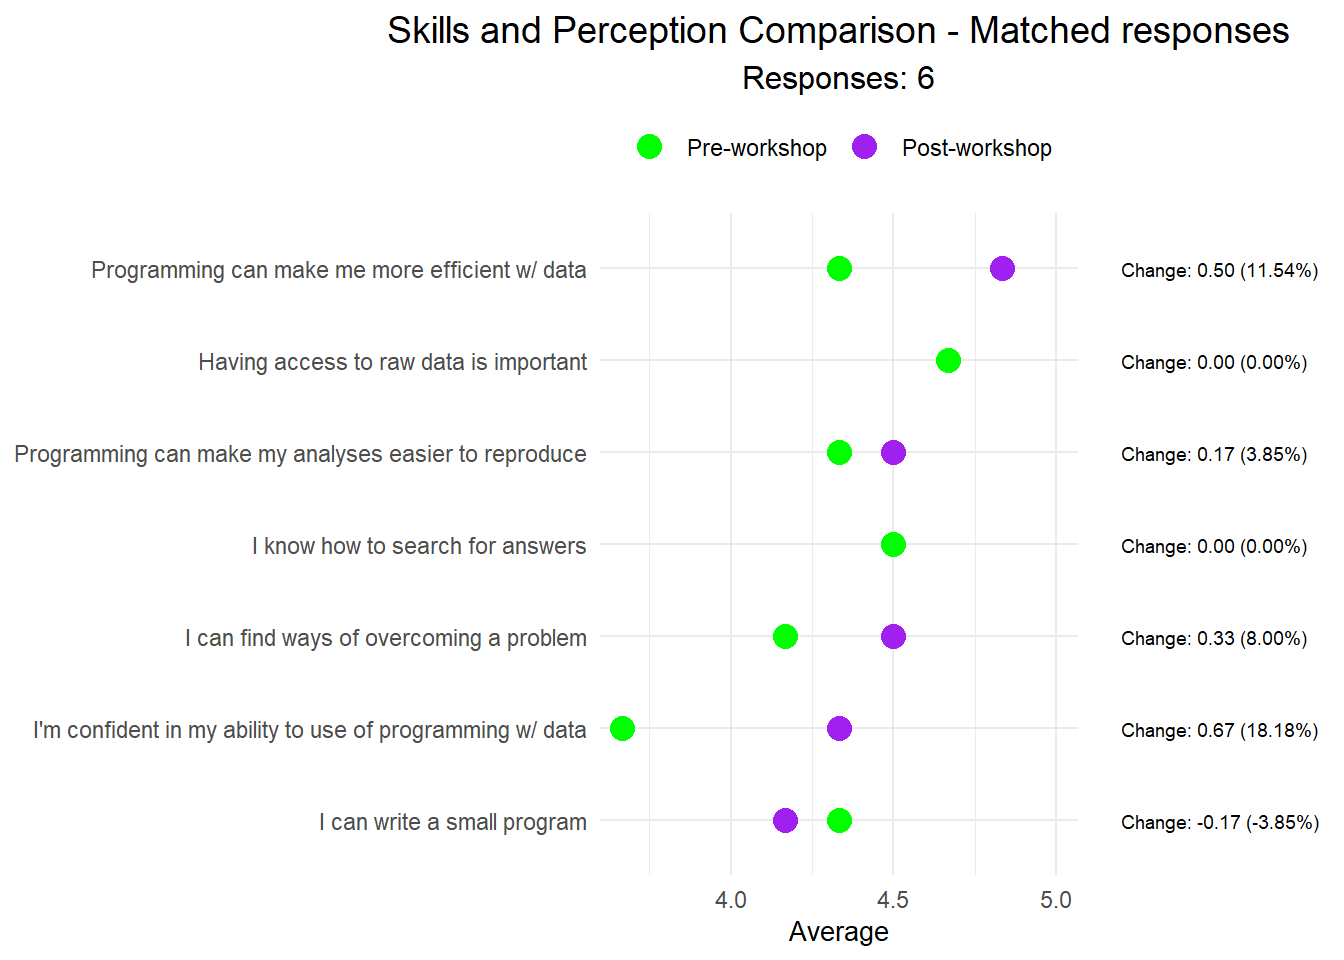 Skills and Perception Comparison - Matched responses
Responses: 6
Pre-workshop Post-workshop
Programming can make me more efficient w/ data Change: 0.50 (11.54%)
Having access to raw data is important Change: 0.00 (0.00%)
Programming can make my analyses easier to reproduce Change: 0.17 (3.85%)
I know how to search for answers Change: 0.00 (0.00%)
I can find ways of overcoming a problem Change: 0.33 (8.00%)
I'm confident in my ability to use of programming w/ data Change: 0.67 (18.18%)
I can write a small program Change: -0.17 (-3.85%)
4.0 4.5 5.0
Average